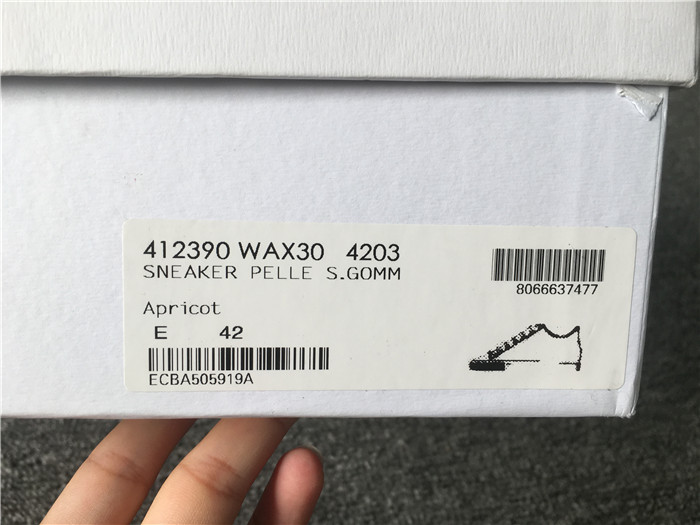 412390 WAX30 4203
SNEAKER PELLE S.GOMM
8066637477
Apricot
E 42
ECBA505919A